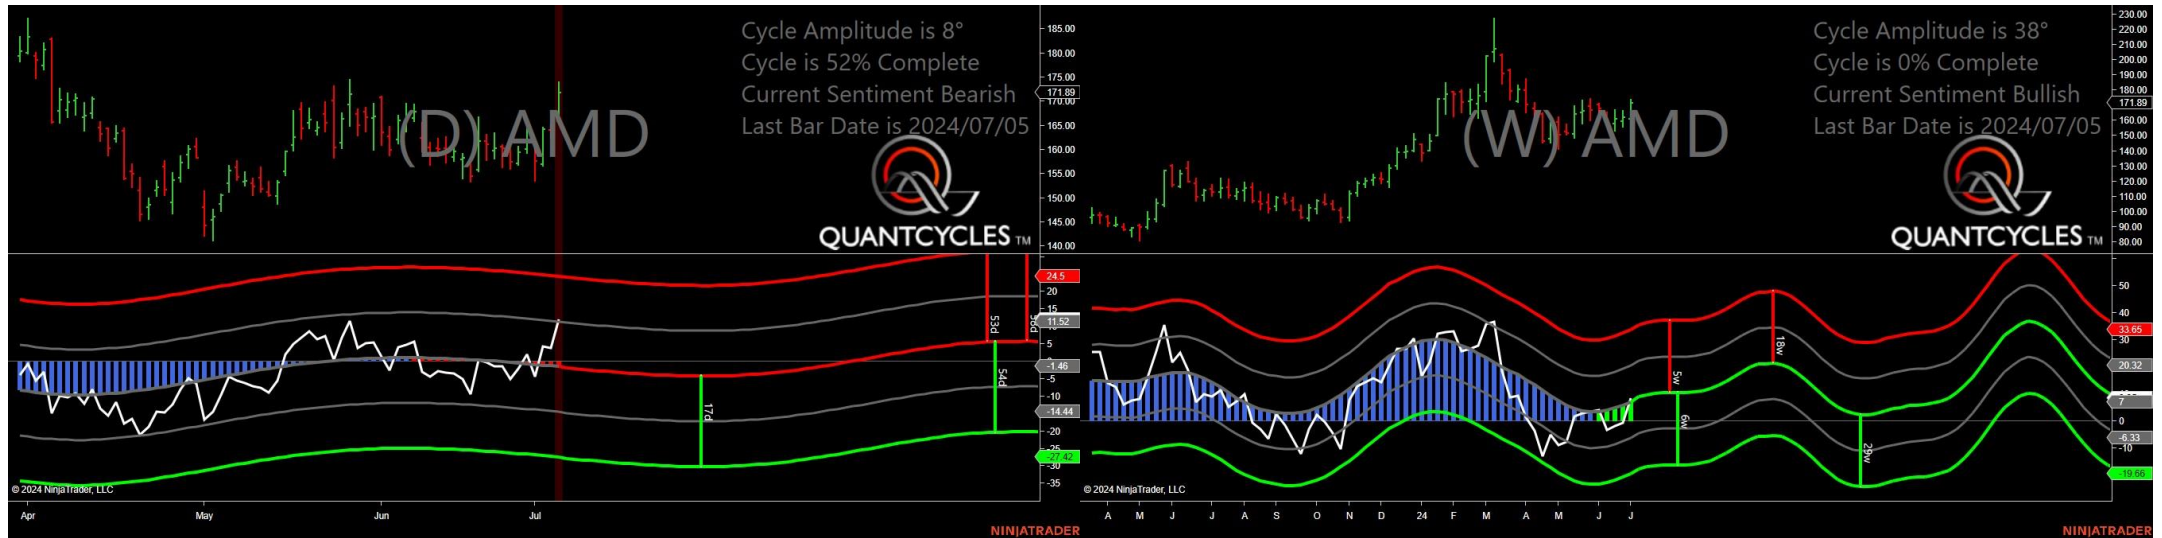 Cycle Amplitude is 8°
Cycle is 52% Complete
Current Sentiment Bearish
Last Bar Date is 2024/07/05
(D) AMD
QUANTCYCLES TM
185.00
180.00
175.00
171.89
170.00
165.00
160.00
155.00
150.00
145.00
140.00
24.5
20
15
11.52
5
-1.46
-5
-10
-14.44
-20
-27.42
-30
-35
53d
54d
17d
© 2024 NinjaTrader, LLC
Apr May Jun Jul
NINJATRADER
Cycle Amplitude is 38°
Cycle is 0% Complete
Current Sentiment Bullish
Last Bar Date is 2024/07/05
(W) AMD
QUANTCYCLES TM
230.00
220.00
210.00
200.00
190.00
180.00
171.89
160.00
150.00
140.00
130.00
120.00
110.00
100.00
90.00
80.00
50
40
33.65
30
20.32
7
0
-6.33
-10
-19.66
5w
18w
6w
29w
© 2024 NinjaTrader, LLC
A M J J A S O N D 24 F M A M J J
NINJATRADER